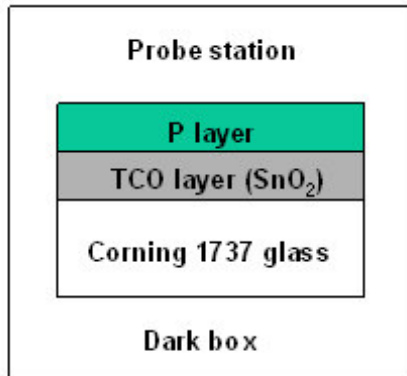 Probe station
P layer
TCO layer (SnO₂)
Corning 1737 glass
Dark box